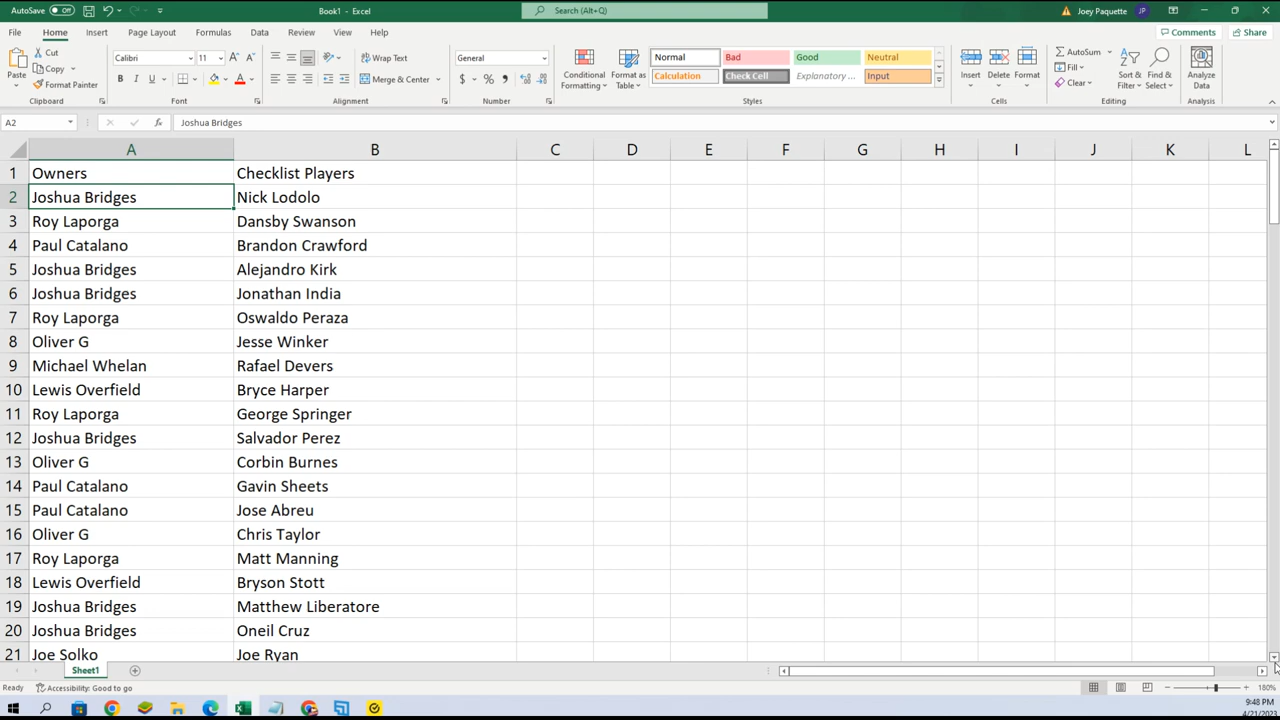 AutoSave Off Book1 - Excel Search (Alt+Q) Joey Paquette JP
File Home Insert Page Layout Formulas Data Review View Help Comments Share
Paste Cut Copy Format Painter Clipboard
Calibri 11 A A B I U A Font
Wrap Text Merge & Center Alignment
General $ % , Number
Conditional Formatting Format as Table
Normal Bad Good Neutral
Calculation Check Cell Explanatory ... Input
Styles
Insert Delete Format Cells
AutoSum Fill Clear Sort & Filter Find & Select Editing
Analyze Data Analysis
A2 fx Joshua Bridges
A B C D E F G H I J K L
1 Owners Checklist Players
2 Joshua Bridges Nick Lodolo
3 Roy Laporga Dansby Swanson
4 Paul Catalano Brandon Crawford
5 Joshua Bridges Alejandro Kirk
6 Joshua Bridges Jonathan India
7 Roy Laporga Oswaldo Peraza
8 Oliver G Jesse Winker
9 Michael Whelan Rafael Devers
10 Lewis Overfield Bryce Harper
11 Roy Laporga George Springer
12 Joshua Bridges Salvador Perez
13 Oliver G Corbin Burnes
14 Paul Catalano Gavin Sheets
15 Paul Catalano Jose Abreu
16 Oliver G Chris Taylor
17 Roy Laporga Matt Manning
18 Lewis Overfield Bryson Stott
19 Joshua Bridges Matthew Liberatore
20 Joshua Bridges Oneil Cruz
21 Joe Solko Joe Ryan
Sheet1
Ready Accessibility: Good to go 180%
9:48 PM
4/21/2023